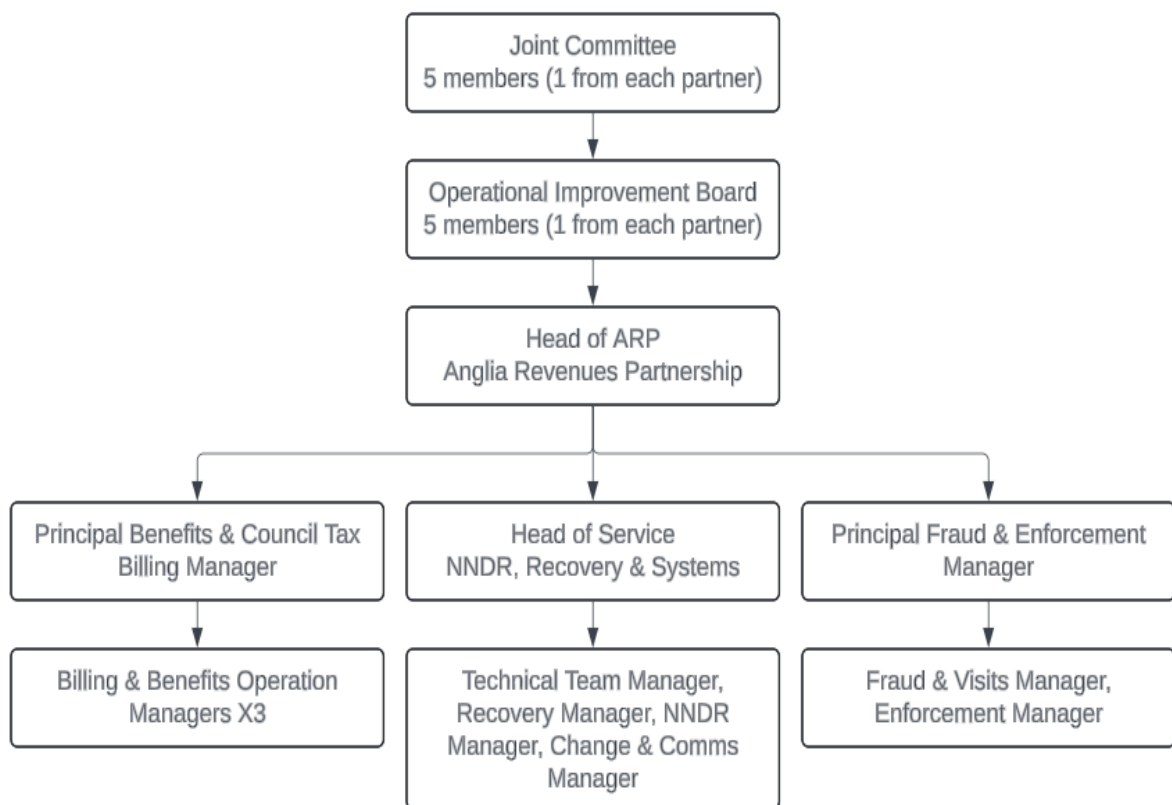 Joint Committee
5 members (1 from each partner)
Operational Improvement Board
5 members (1 from each partner)
Head of ARP
Anglia Revenues Partnership
Principal Benefits & Council Tax
Billing Manager
Head of Service
NNDR, Recovery & Systems
Principal Fraud & Enforcement
Manager
Billing & Benefits Operation
Managers X3
Technical Team Manager,
Recovery Manager, NNDR
Manager, Change & Comms
Manager
Fraud & Visits Manager,
Enforcement Manager